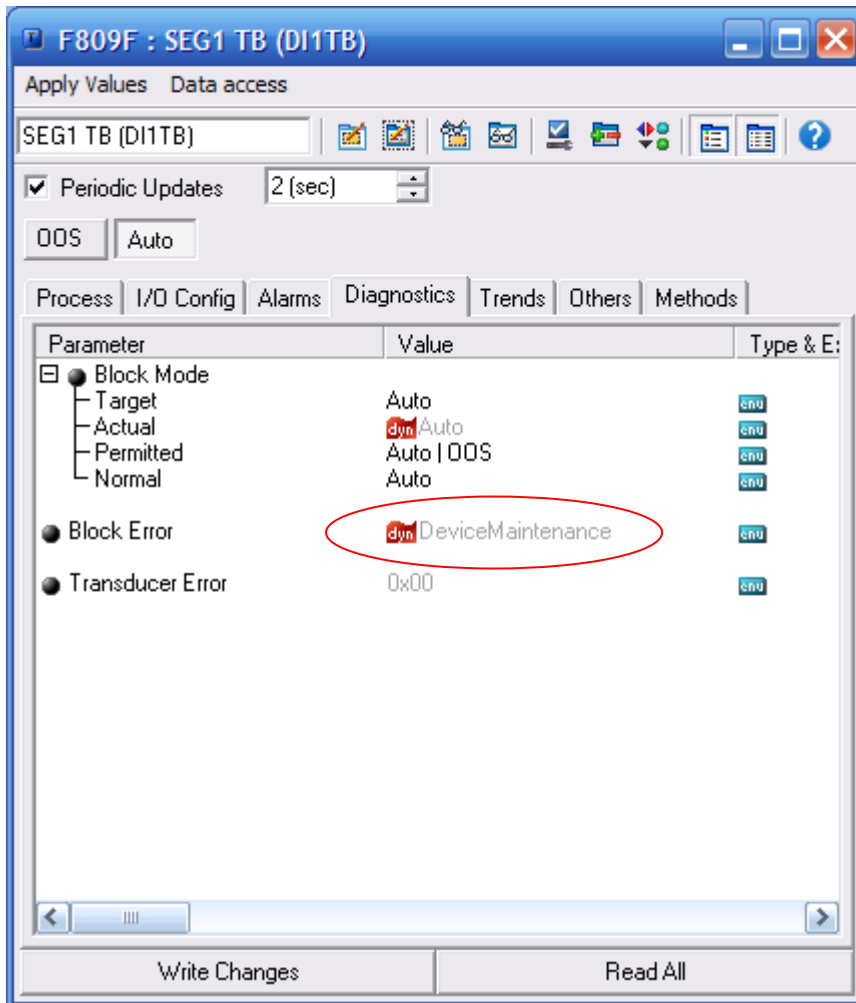 F809F : SEG1 TB (DI1TB)
Apply Values Data access
SEG1 TB (DI1TB)
Periodic Updates 2 (sec)
OOS Auto
Process I/O Config Alarms Diagnostics Trends Others Methods
Parameter Value Type & E:
Block Mode
Target Auto enu
Actual dyn Auto enu
Permitted Auto | OOS enu
Normal Auto enu
Block Error dyn DeviceMaintenance enu
Transducer Error 0x00 enu
Write Changes Read All